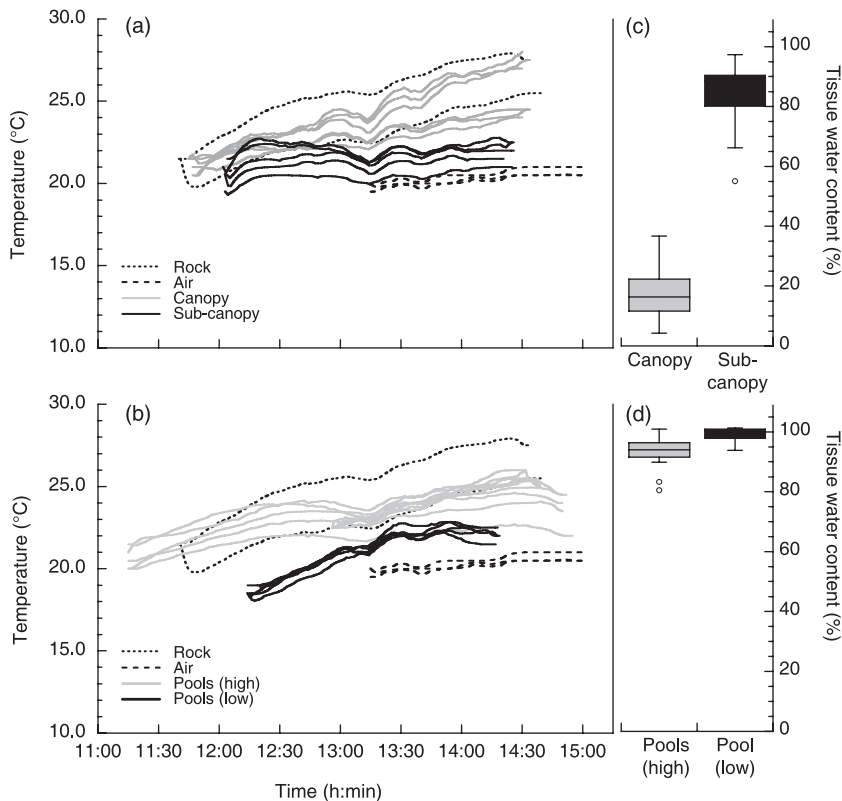 (a)
30.0
25.0
20.0
15.0
10.0
Temperature (°C)
Rock
Air
Canopy
Sub-canopy
(c)
100
80
60
40
20
0
Tissue water content (%)
Canopy
Sub-
canopy
(b)
30.0
25.0
20.0
15.0
10.0
Temperature (°C)
Rock
Air
Pools (high)
Pools (low)
11:00
11:30
12:00
12:30
13:00
13:30
14:00
14:30
15:00
Time (h:min)
(d)
100
80
60
40
20
0
Tissue water content (%)
Pools
(high)
Pool
(low)